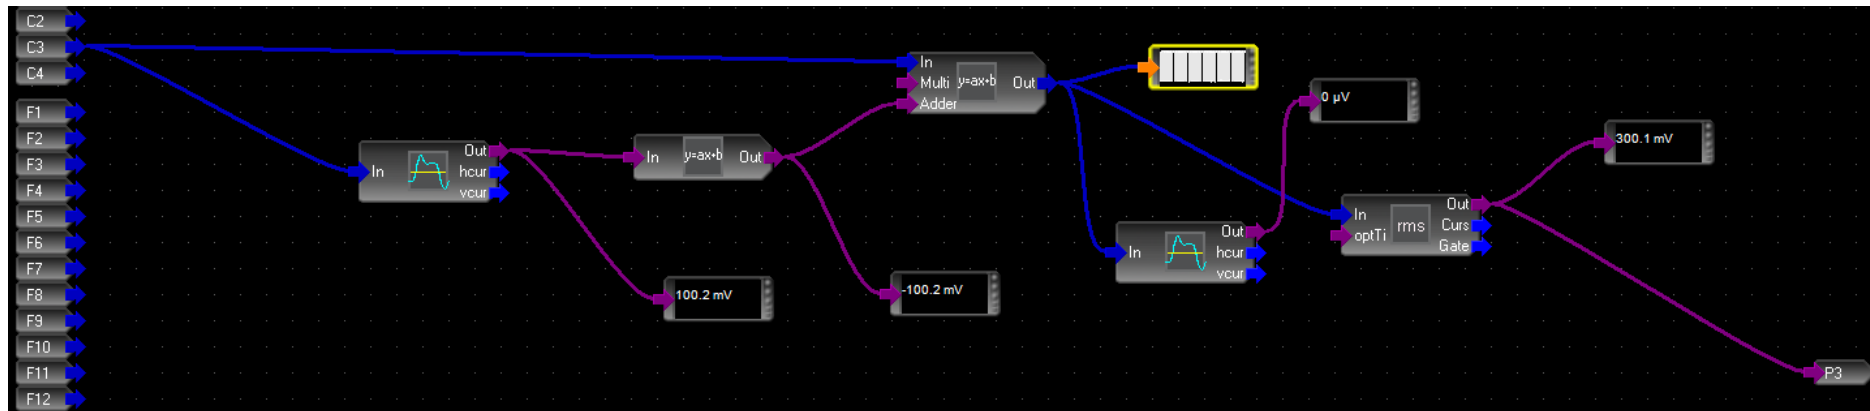 C2
C3
C4
F1
F2
F3
F4
F5
F6
F7
F8
F9
F10
F11
F12
In
Out
hcur
vcur
In
y=ax+b
Out
100.2 mV
-100.2 mV
In
Multi
Adder
y=ax+b
Out
In
Out
hcur
vcur
0 µV
In
optTi
rms
Out
Curs
Gate
300.1 mV
P3